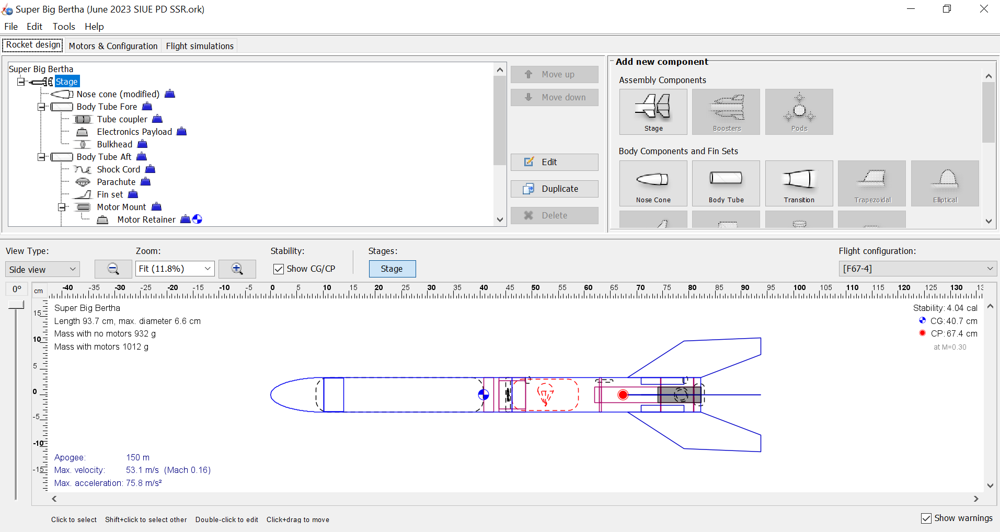 Super Big Bertha (June 2023 SIUE PD SSR.ork)
File Edit Tools Help
Rocket design Motors & Configuration Flight simulations
Super Big Bertha
Stage
Nose cone (modified)
Body Tube Fore
Tube coupler
Electronics Payload
Bulkhead
Body Tube Aft
Shock Cord
Parachute
Fin set
Motor Mount
Motor Retainer
Move up
Move down
Edit
Duplicate
Delete
Add new component
Assembly Components
Stage Boosters Pods
Body Components and Fin Sets
Nose Cone Body Tube Transition Trapezoidal Elliptical
View Type: Zoom: Stability: Stages: Flight configuration:
Side view Fit (11.8%) Show CG/CP Stage [F67-4]
0°
cm -40 -35 -30 -25 -20 -15 -10 -5 0 5 10 15 20 25 30 35 40 45 50 55 60 65 70 75 80 85 90 95 100 105 110 115 120 125 130
15
10
5
0
-5
-10
-15
Super Big Bertha
Length 93.7 cm, max. diameter 6.6 cm
Mass with no motors 932 g
Mass with motors 1012 g
Stability: 4.04 cal
CG: 40.7 cm
CP: 67.4 cm
at M=0.30
Apogee: 150 m
Max. velocity: 53.1 m/s (Mach 0.16)
Max. acceleration: 75.8 m/s²
Click to select Shift+click to select other Double-click to edit Click+drag to move
Show warnings